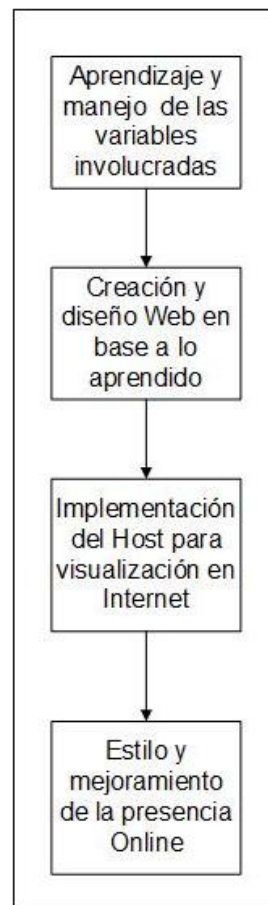 Aprendizaje y
manejo de las
variables
involucradas
Creación y
diseño Web en
base a lo
aprendido
Implementación
del Host para
visualización en
Internet
Estilo y
mejoramiento
de la presencia
Online